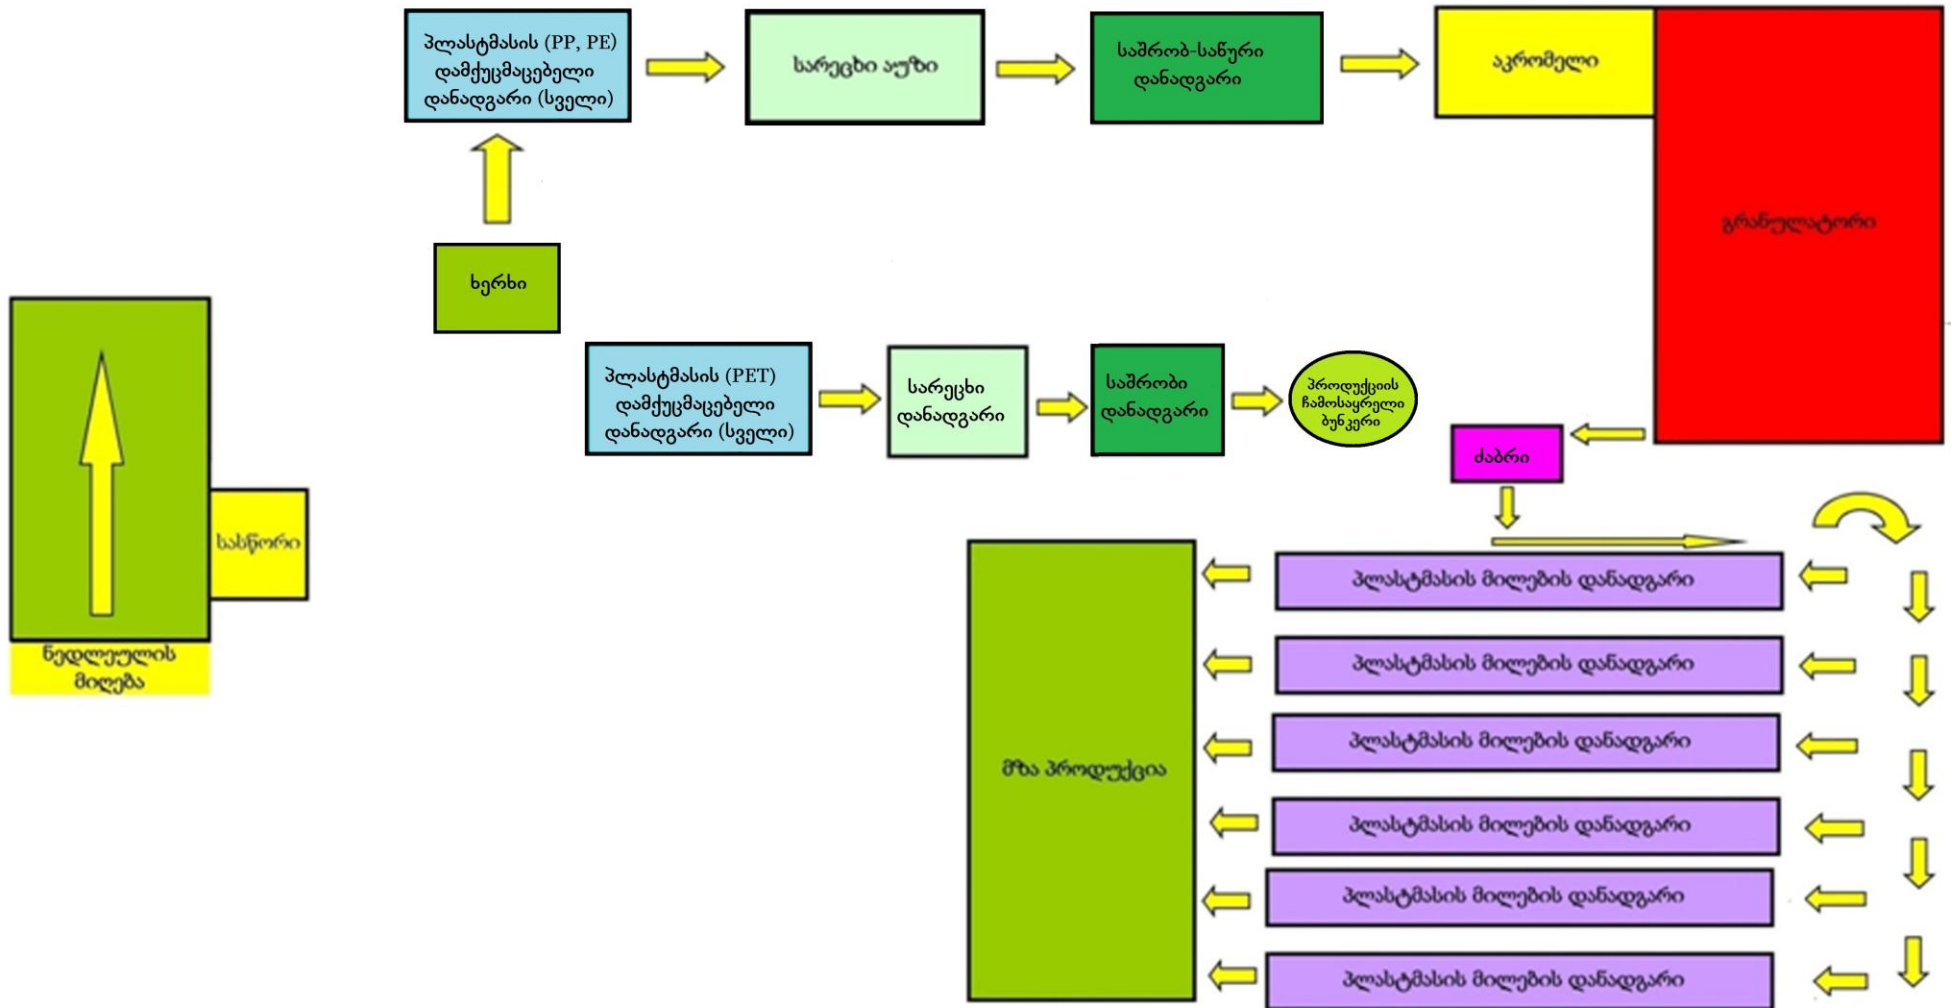 პლასტმასის (PP, PE)
დამქუცმაცებელი
დანადგარი (სველი)
სარეცხი აუზი
საშრობ-საწური
დანადგარი
აკრომელი
გრანულატორი
ხერხი
პლასტმასის (PET)
დამქუცმაცებელი
დანადგარი (სველი)
სარეცხი
დანადგარი
საშრობი
დანადგარი
პროდუქციის
ჩამოსაყრელი
ბუნკერი
ძაბრი
სასწორი
ნედლეულის
მიღება
მზა პროდუქცია
პლასტმასის მილების დანადგარი
პლასტმასის მილების დანადგარი
პლასტმასის მილების დანადგარი
პლასტმასის მილების დანადგარი
პლასტმასის მილების დანადგარი
პლასტმასის მილების დანადგარი